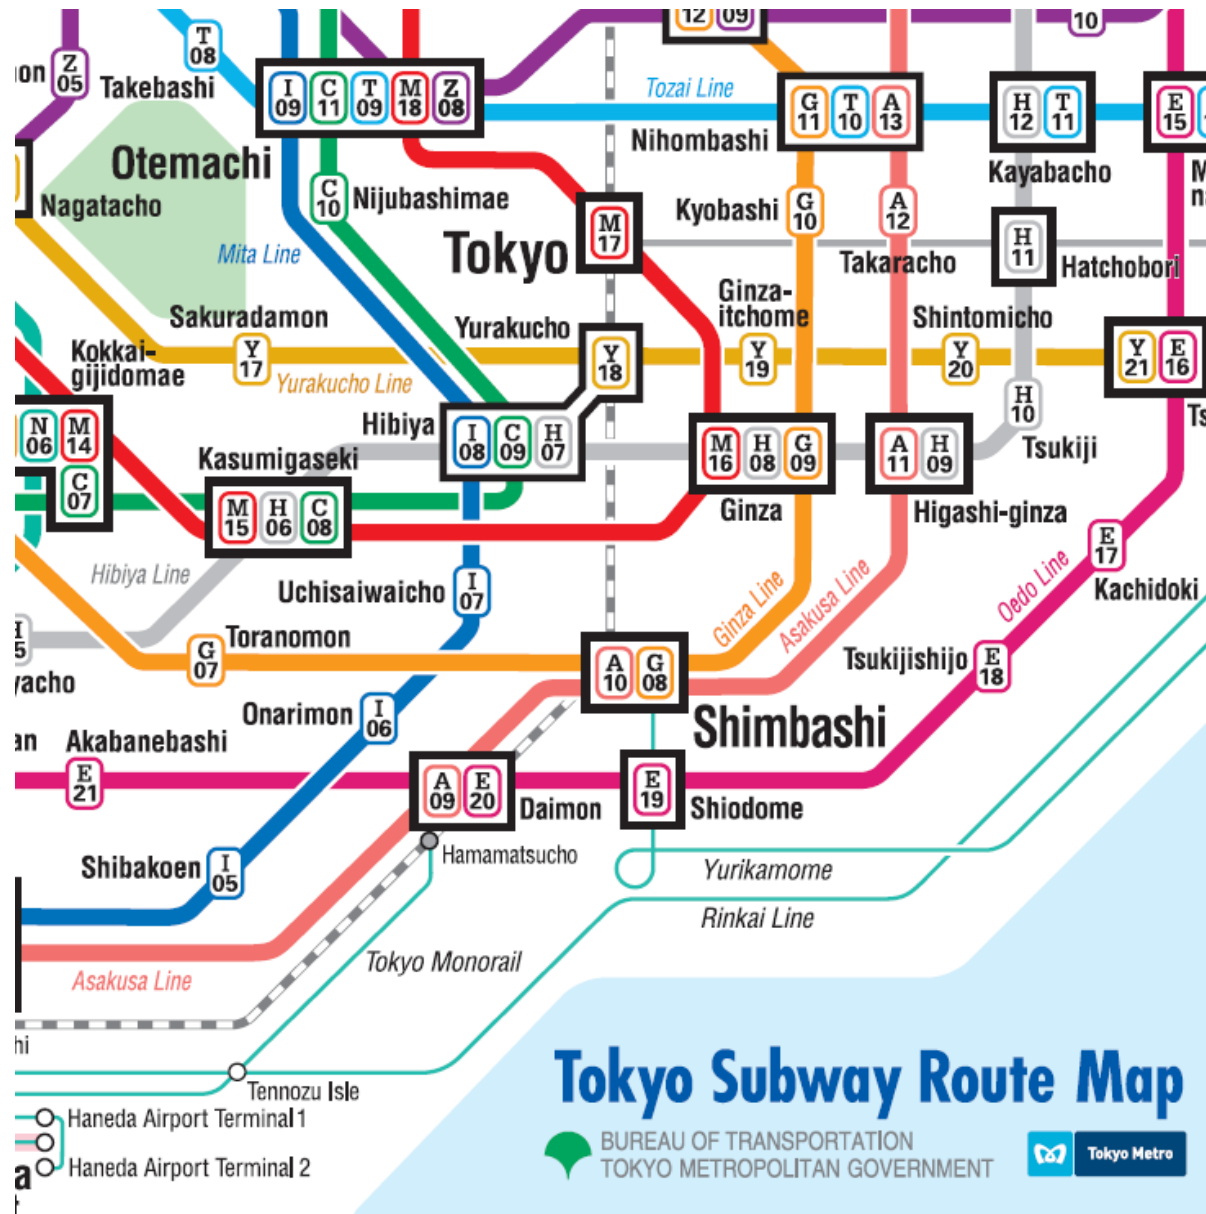 12 09
10
T
08
on
Z
05
Takebashi
I
09
C
11
T
09
M
18
Z
08
Tozai Line
G
11
T
10
A
13
H
12
T
11
E
15
Otemachi
Nihombashi
Kayabacho
Nagatacho
C
10
Nijubashimae
Kyobashi
G
10
A
12
M
17
Tokyo
Mita Line
Takaracho
H
11
Hatchobori
Sakuradamon
Y
17
Yurakucho Line
Yurakucho
Y
18
Ginza-
itchome
Y
19
Shintomicho
Y
20
Y
21
E
16
Ts
Kokkai-
gijidomae
N
06
M
14
C
07
Hibiya
I
08
C
09
H
07
M
16
H
08
G
09
Ginza
A
11
H
09
Higashi-ginza
H
10
Tsukiji
Kasumigaseki
M
15
H
06
C
08
Hibiya Line
Uchisaiwaicho
I
07
Ginza Line
Asakusa Line
Oedo Line
E
17
Kachidoki
yacho
G
07
Toranomon
A
10
G
08
Shimbashi
Tsukijishijo
E
18
Onarimon
I
06
an
Akabanebashi
E
21
A
09
E
20
Daimon
E
19
Shiodome
Hamamatsucho
Shibakoen
I
05
Yurikamome
Rinkai Line
Asakusa Line
Tokyo Monorail
hi
Tennozu Isle
Haneda Airport Terminal 1
Haneda Airport Terminal 2
a
Tokyo Subway Route Map
BUREAU OF TRANSPORTATION
TOKYO METROPOLITAN GOVERNMENT
Tokyo Metro